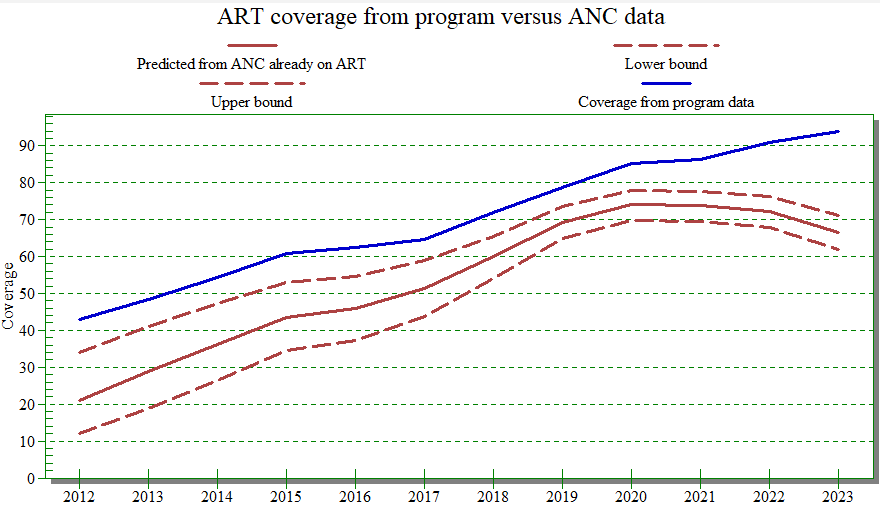 ART coverage from program versus ANC data
Predicted from ANC already on ART
Lower bound
Upper bound
Coverage from program data
Coverage
90
80
70
60
50
40
30
20
10
0
2012 2013 2014 2015 2016 2017 2018 2019 2020 2021 2022 2023